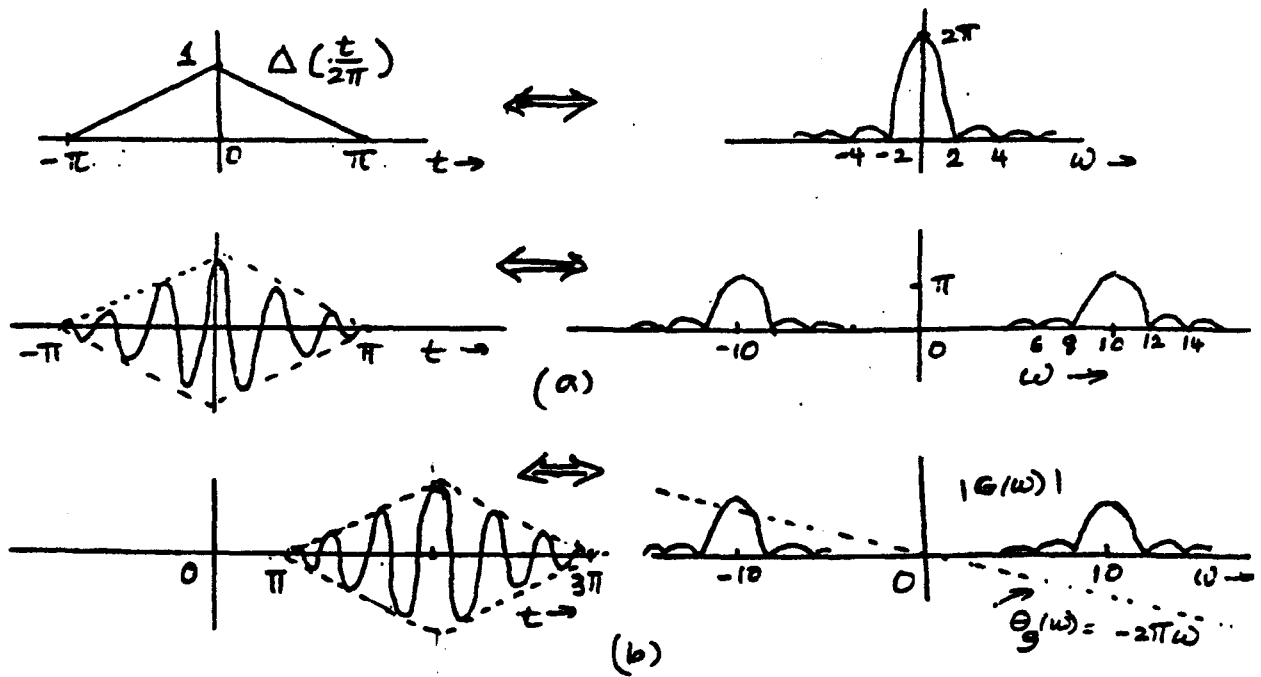 1 Δ(t/2π) 2π
-π 0 π t → -4 -2 2 4 ω →
π
-π π t → -10 0 6 8 10 12 14
ω →
(a)
|G(ω)|
0 π 3π -10 0 10 ω →
t →
θg(ω) = -2πω
(b)